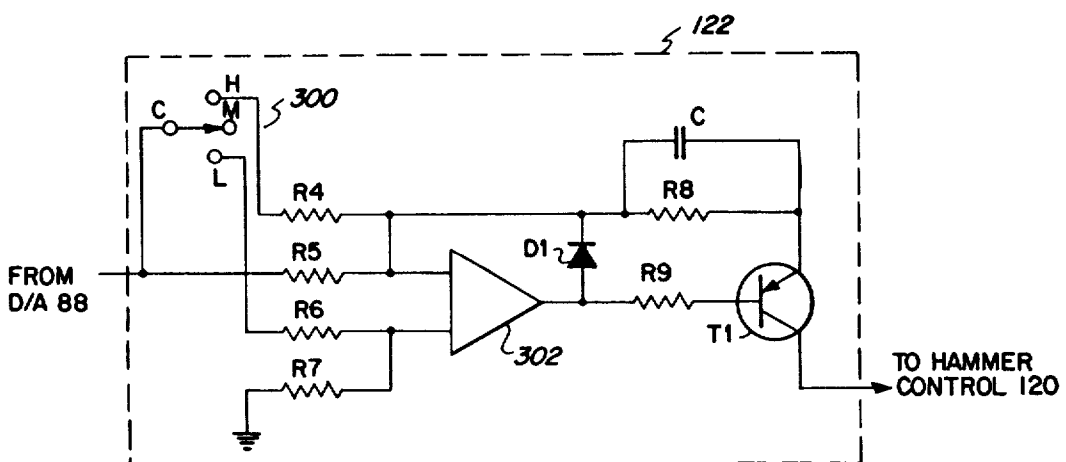 122
H
C
M
300
L
C
R4
R8
R5
D1
R9
FROM
D/A 88
R6
302
T1
R7
TO HAMMER
CONTROL 120